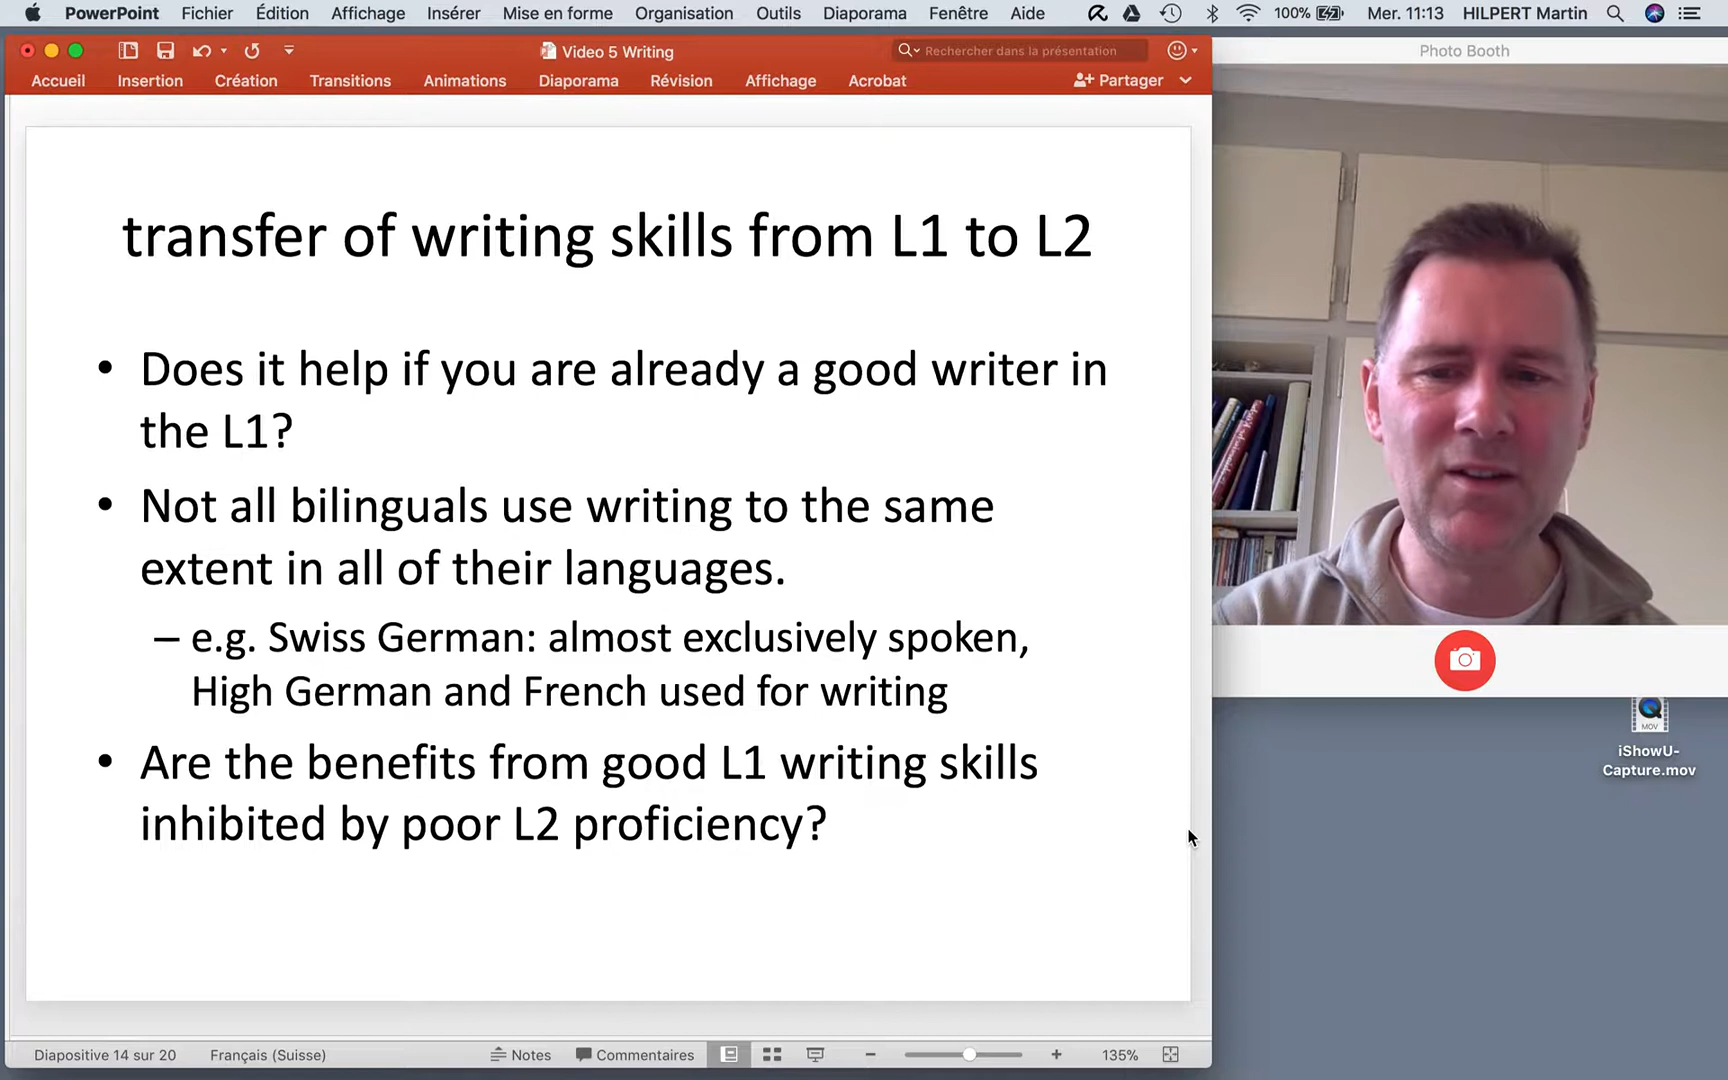 PowerPoint Fichier Édition Affichage Insérer Mise en forme Organisation Outils Diaporama Fenêtre Aide 100% Mer. 11:13 HILPERT Martin
Video 5 Writing
Rechercher dans la présentation
Photo Booth
Accueil Insertion Création Transitions Animations Diaporama Révision Affichage Acrobat Partager
transfer of writing skills from L1 to L2
• Does it help if you are already a good writer in
the L1?
• Not all bilinguals use writing to the same
extent in all of their languages.
– e.g. Swiss German: almost exclusively spoken,
High German and French used for writing
• Are the benefits from good L1 writing skills
inhibited by poor L2 proficiency?
MOV
iShowU-
Capture.mov
Diapositive 14 sur 20 Français (Suisse) Notes Commentaires 135%